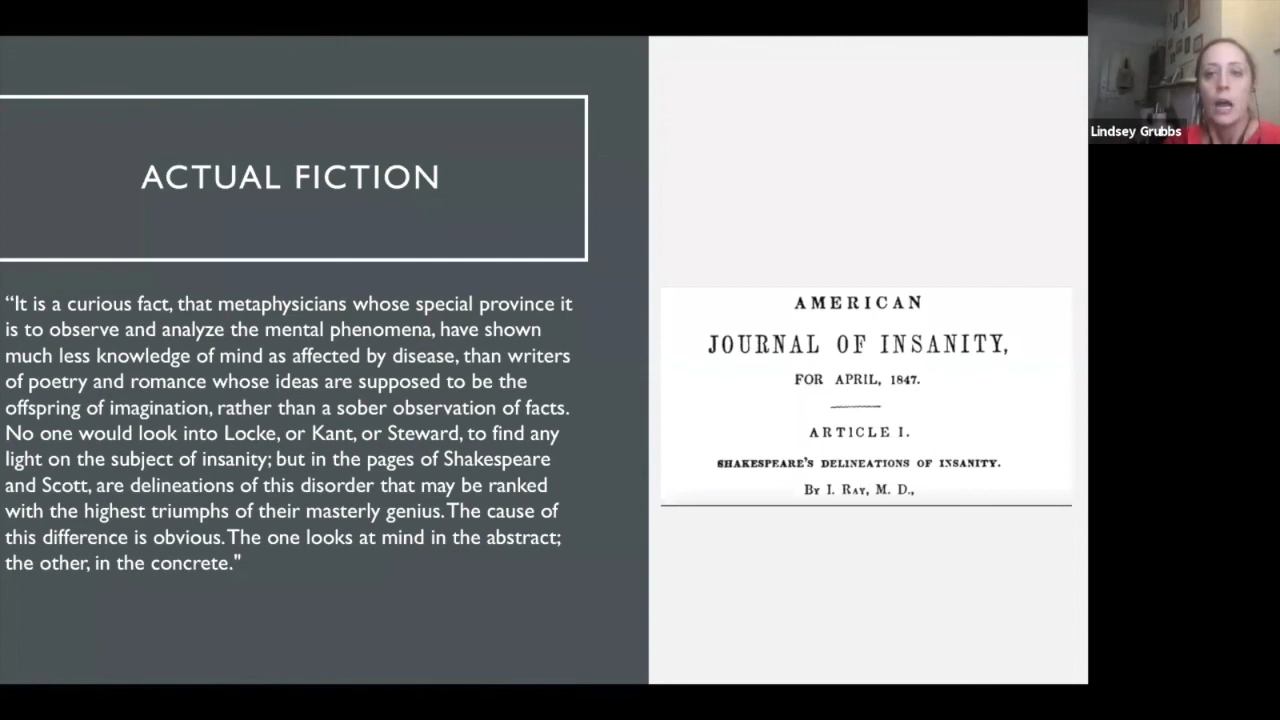 ACTUAL FICTION
“It is a curious fact, that metaphysicians whose special province it
is to observe and analyze the mental phenomena, have shown
much less knowledge of mind as affected by disease, than writers
of poetry and romance whose ideas are supposed to be the
offspring of imagination, rather than a sober observation of facts.
No one would look into Locke, or Kant, or Steward, to find any
light on the subject of insanity; but in the pages of Shakespeare
and Scott, are delineations of this disorder that may be ranked
with the highest triumphs of their masterly genius. The cause of
this difference is obvious. The one looks at mind in the abstract;
the other, in the concrete."
AMERICAN
JOURNAL OF INSANITY,
FOR APRIL, 1847.
ARTICLE I.
SHAKESPEARE'S DELINEATIONS OF INSANITY.
By I. Ray, M. D.,
Lindsey Grubbs